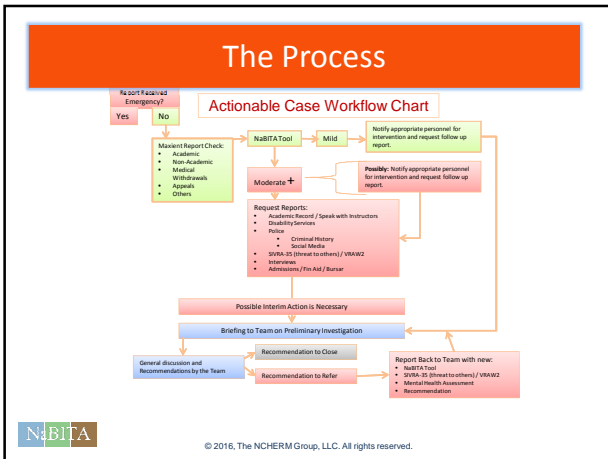 The Process
Report Received
Emergency?
Yes
No
Actionable Case Workflow Chart
Maxient Report Check:
• Academic
• Non-Academic
• Medical
Withdrawals
• Appeals
• Others
NaBITA Tool
Mild
Notify appropriate personnel for
intervention and request follow up
report.
Moderate +
Possibly: Notify appropriate personnel
for intervention and request follow up
report.
Request Reports:
• Academic Record / Speak with Instructors
• Disability Services
• Police
• Criminal History
• Social Media
• SIVRA-35 (threat to others) / VRAW2
• Interviews
• Admissions / Fin Aid / Bursar
Possible Interim Action is Necessary
Briefing to Team on Preliminary Investigation
General discussion and
Recommendations by the Team
Recommendation to Close
Recommendation to Refer
Report Back to Team with new:
• NaBITA Tool
• SIVRA-35 (threat to others) / VRAW2
• Mental Health Assessment
• Recommendation
NaBITA
© 2016, The NCHERM Group, LLC. All rights reserved.